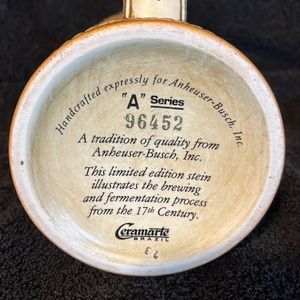 Handcrafted expressly for Anheuser-Busch, Inc.
"A" Series
96452
A tradition of quality from
Anheuser-Busch, Inc.
This limited edition stein
illustrates the brewing
and fermentation process
from the 17th Century.
Ceramarte
BRAZIL